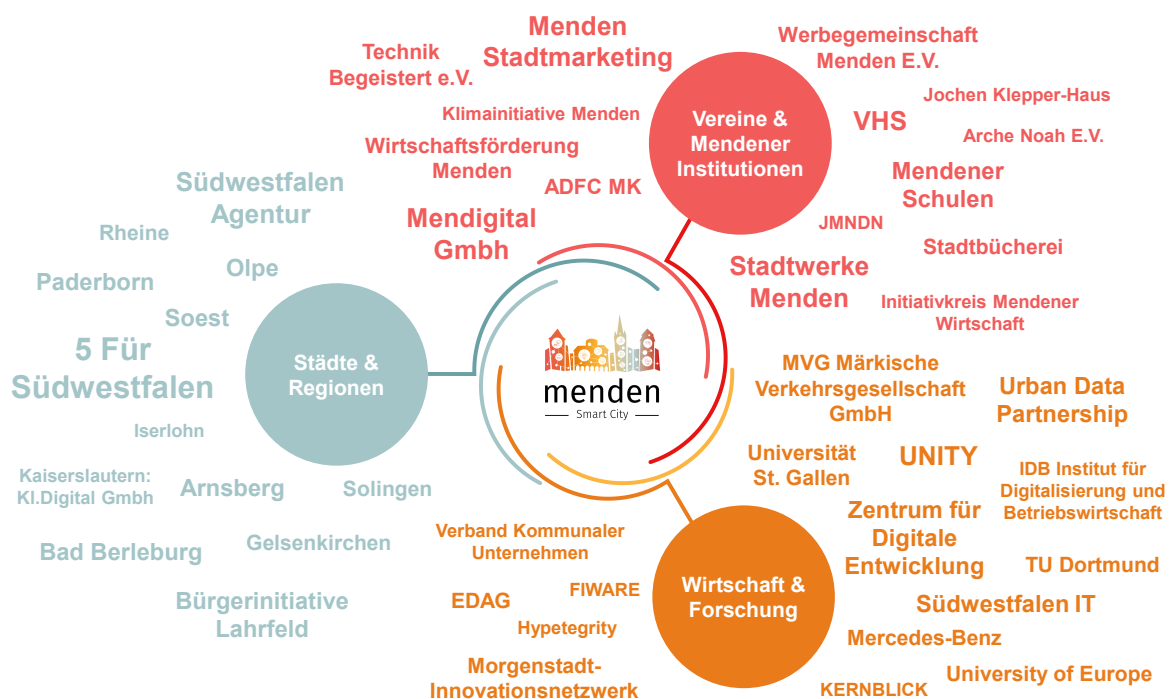 Menden
Stadtmarketing
Technik
Begeistert e.V.
Klimainitiative Menden
Wirtschaftsförderung
Menden
ADFC MK
Mendigital
Gmbh
Vereine &
Mendener
Institutionen
Werbegemeinschaft
Menden E.V.
Jochen Klepper-Haus
VHS
Arche Noah E.V.
Mendener
Schulen
JMNDN
Stadtbücherei
Stadtwerke
Menden
Initiativkreis Mendener
Wirtschaft
Südwestfalen
Agentur
Rheine
Olpe
Paderborn
Soest
5 Für
Südwestfalen
Städte &
Regionen
Iserlohn
Kaiserslautern:
Kl.Digital Gmbh
Arnsberg
Solingen
Bad Berleburg
Gelsenkirchen
Bürgerinitiative
Lahrfeld
menden
Smart City
MVG Märkische
Verkehrsgesellschaft
GmbH
Urban Data
Partnership
Universität
St. Gallen
UNITY
IDB Institut für
Digitalisierung und
Betriebswirtschaft
Zentrum für
Digitale
Entwicklung
TU Dortmund
Verband Kommunaler
Unternehmen
FIWARE
EDAG
Hypetegrity
Morgenstadt-
Innovationsnetzwerk
Wirtschaft &
Forschung
Südwestfalen IT
Mercedes-Benz
University of Europe
KERNBLICK